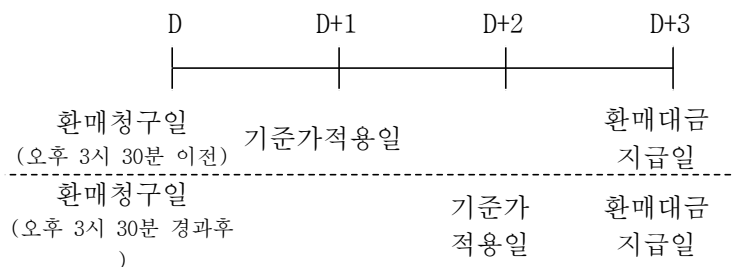 D D+1 D+2 D+3
환매청구일
(오후 3시 30분 이전)
기준가적용일
환매대금
지급일
환매청구일
(오후 3시 30분 경과후
)
기준가
적용일
환매대금
지급일